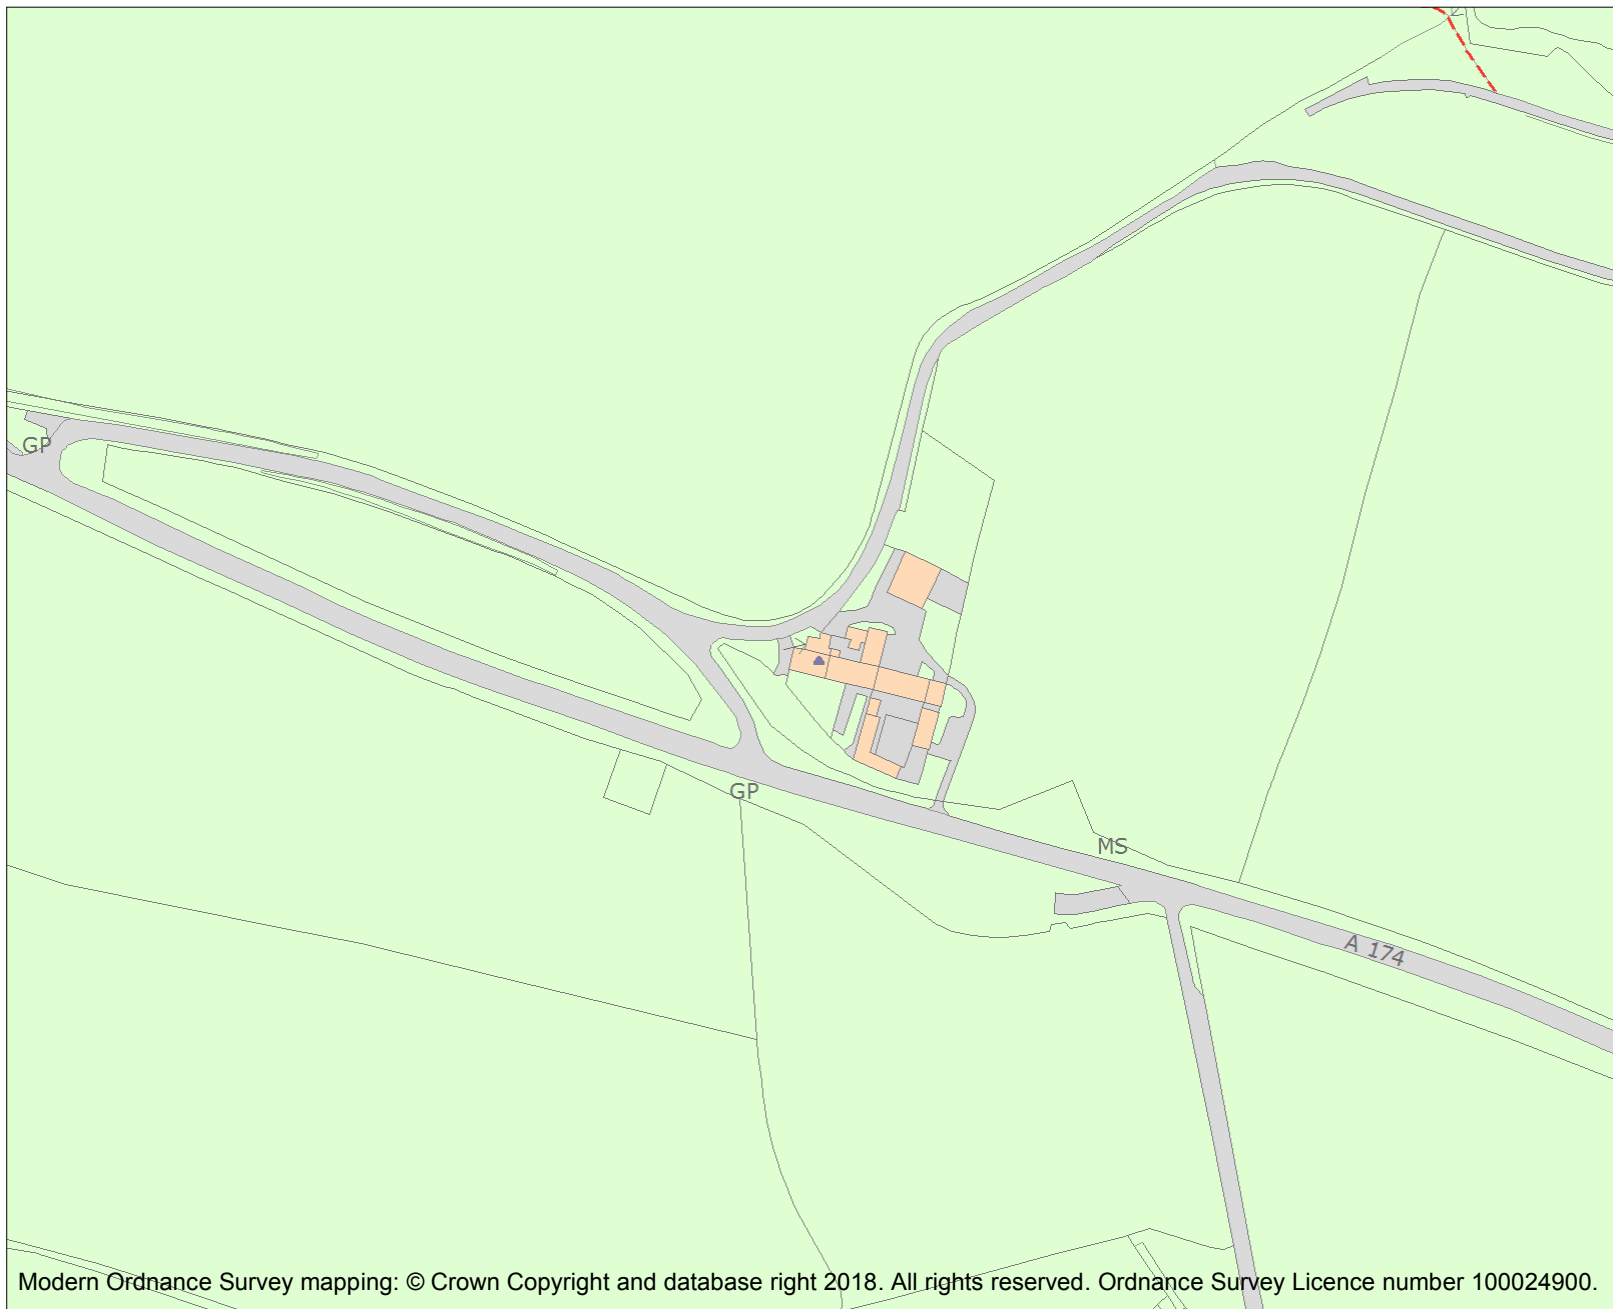 GP
GP
MS
A 174
Modern Ordnance Survey mapping: © Crown Copyright and database right 2018. All rights reserved. Ordnance Survey Licence number 100024900.